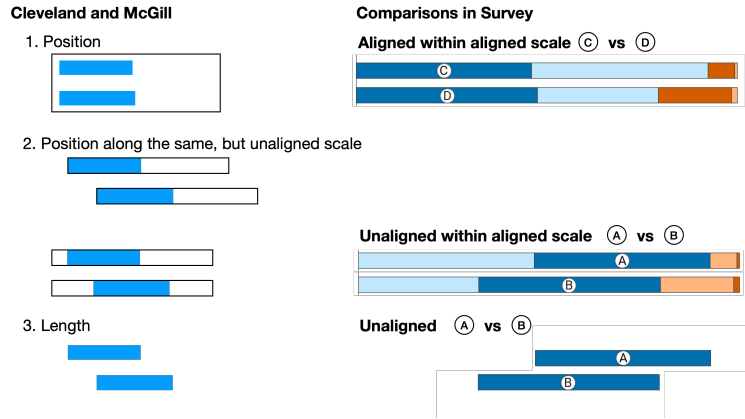 Cleveland and McGill
1. Position
2. Position along the same, but unaligned scale
3. Length
Comparisons in Survey
Aligned within aligned scale C vs D
C
D
Unaligned within aligned scale A vs B
A
B
Unaligned A vs B
A
B